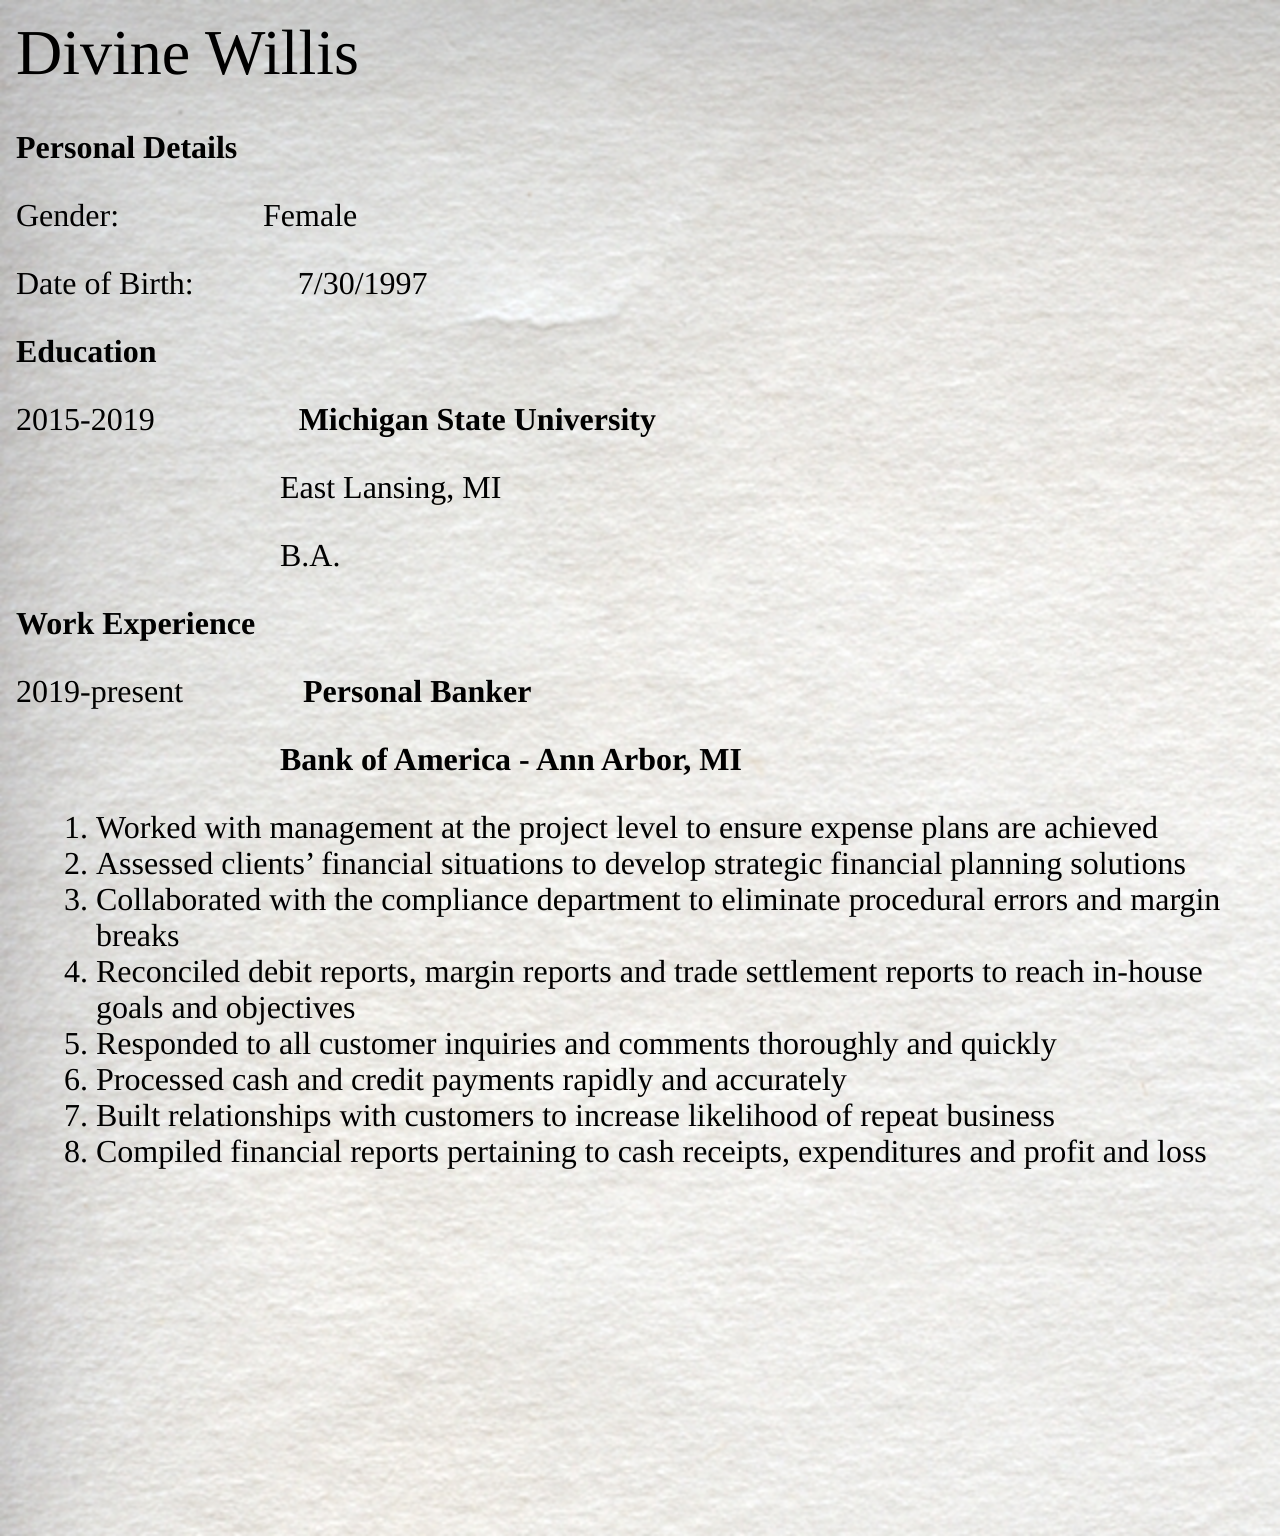 Divine Willis
Personal Details
Gender: Female
Date of Birth: 7/30/1997
Education
2015-2019 Michigan State University
East Lansing, MI
B.A.
Work Experience
2019-present Personal Banker
Bank of America - Ann Arbor, MI
1. Worked with management at the project level to ensure expense plans are achieved
2. Assessed clients’ financial situations to develop strategic financial planning solutions
3. Collaborated with the compliance department to eliminate procedural errors and margin
breaks
4. Reconciled debit reports, margin reports and trade settlement reports to reach in-house
goals and objectives
5. Responded to all customer inquiries and comments thoroughly and quickly
6. Processed cash and credit payments rapidly and accurately
7. Built relationships with customers to increase likelihood of repeat business
8. Compiled financial reports pertaining to cash receipts, expenditures and profit and loss